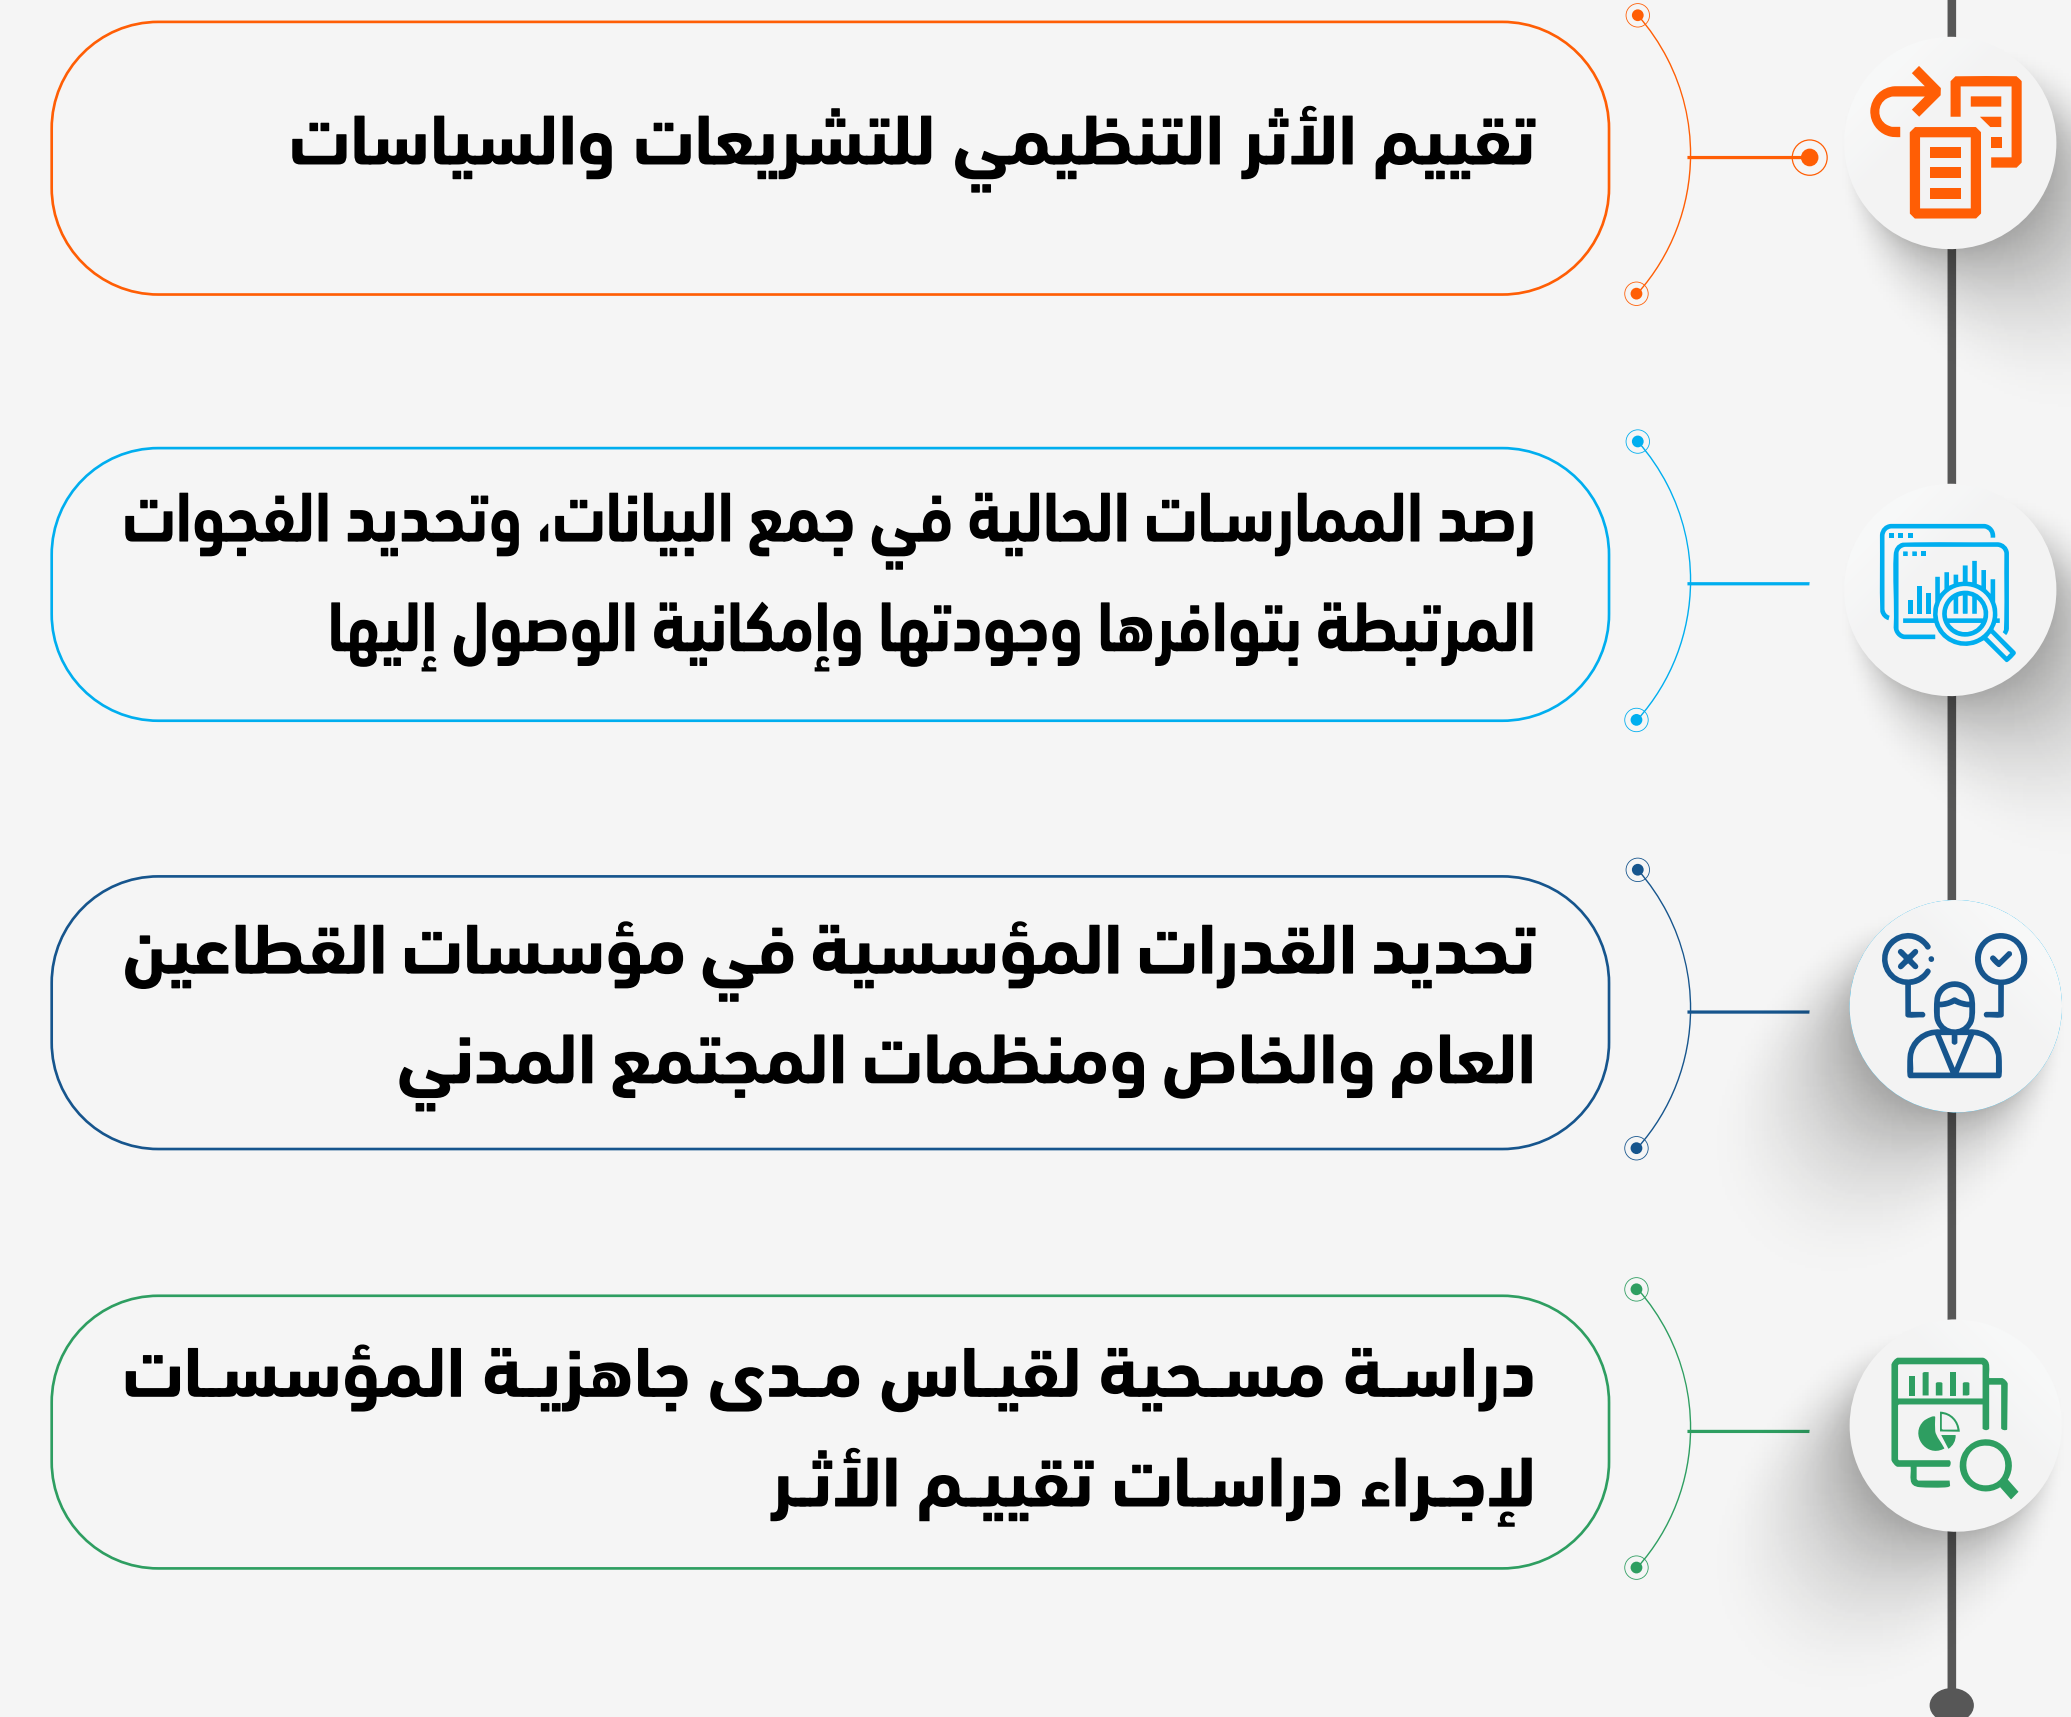 تقييم الأثر التنظيمي للتشريعات والسياسات
رصد الممارسات الحالية في جمع البيانات، وتحديد الفجوات
المرتبطة بتوافرها وجودتها وإمكانية الوصول إليها
تحديد القدرات المؤسسية في مؤسسات القطاعين
العام والخاص ومنظمات المجتمع المدني
دراسـة مسـحية لقيـاس مـدى جاهزيـة المؤسسـات
لإجـراء دراسـات تقييـم الأثـر